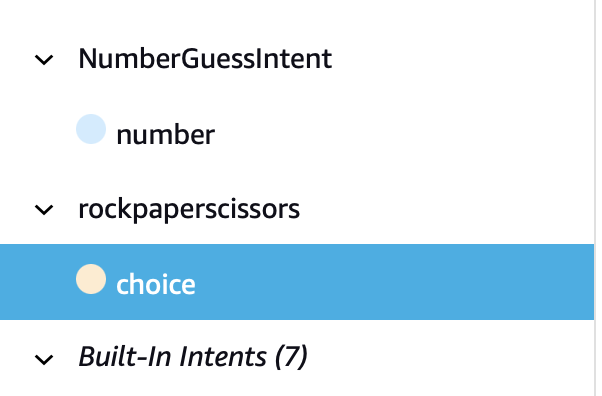 NumberGuessIntent
number
rockpaperscissors
choice
Built-In Intents (7)